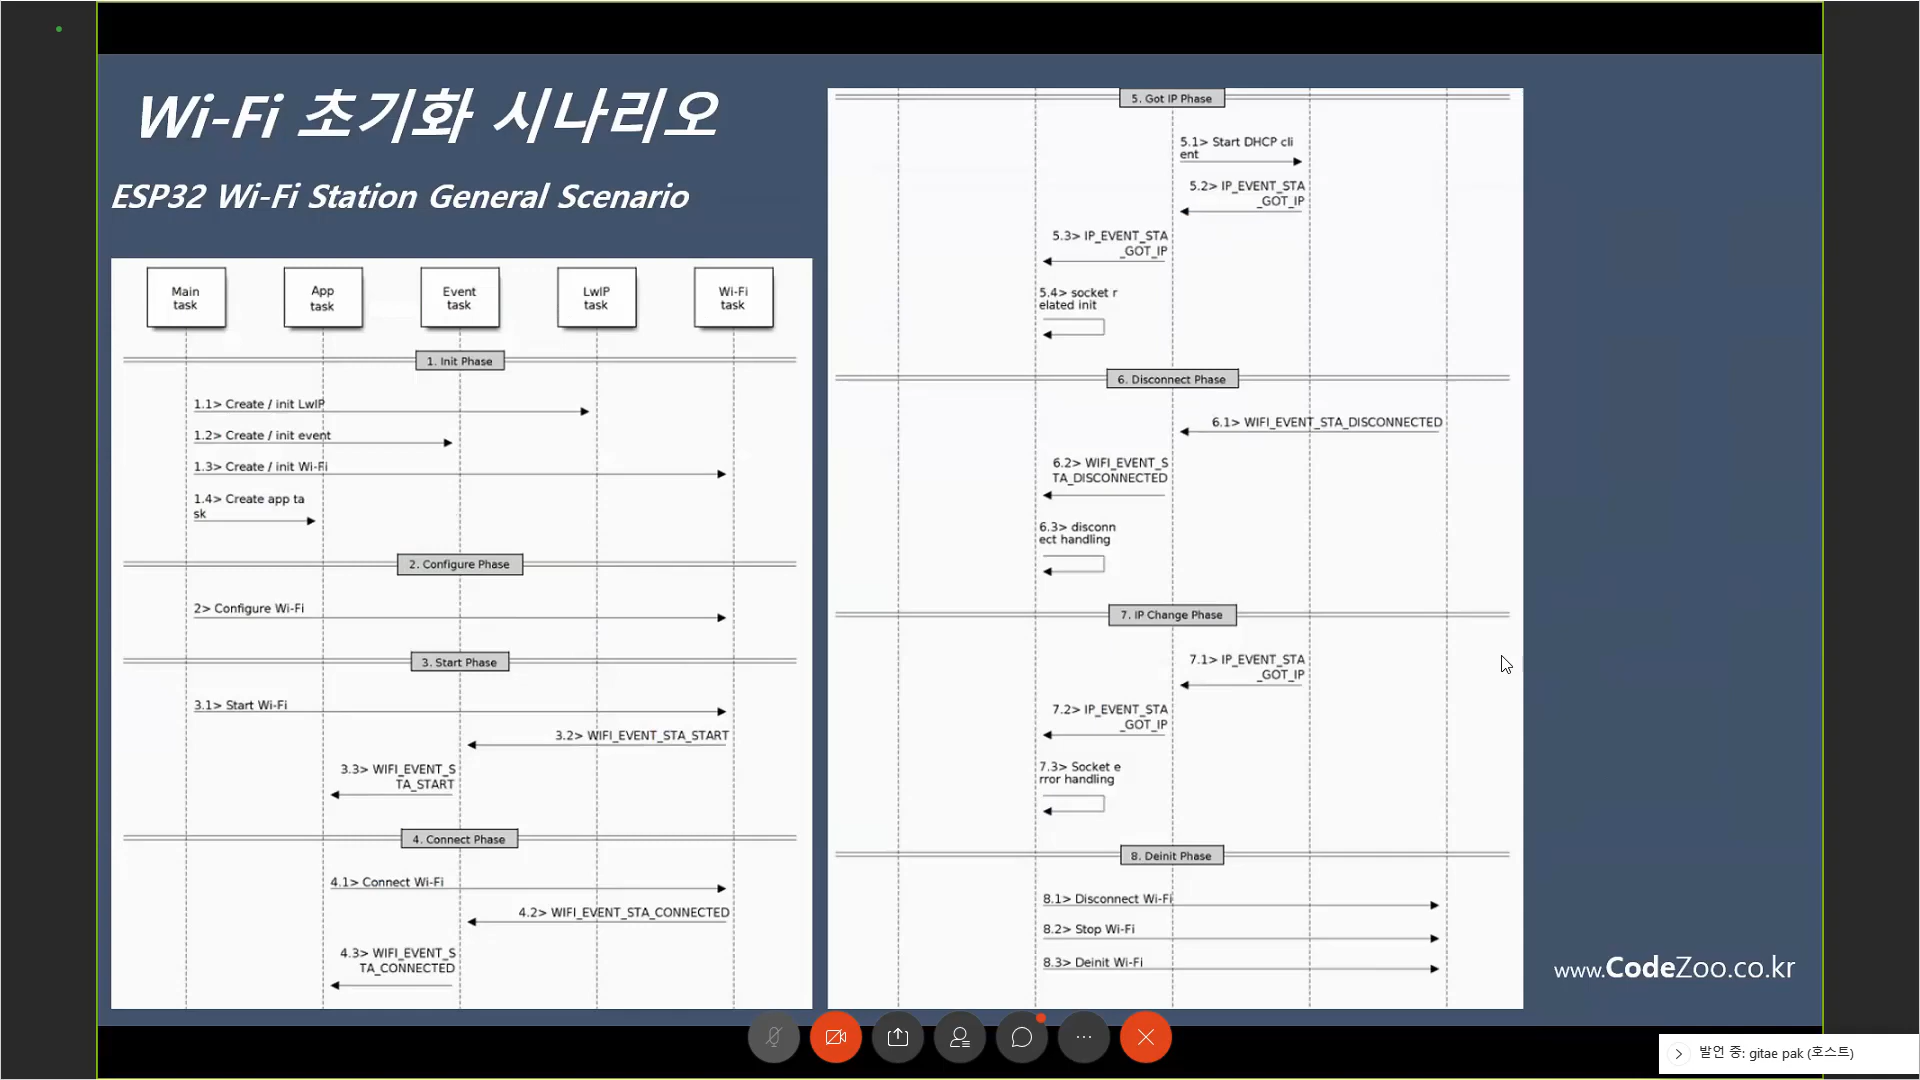 Wi-Fi 초기화 시나리오
ESP32 Wi-Fi Station General Scenario
Main
task
App
task
Event
task
LwIP
task
Wi-Fi
task
1. Init Phase
1.1> Create / init LwIP
1.2> Create / init event
1.3> Create / init Wi-Fi
1.4> Create app ta
sk
2. Configure Phase
2> Configure Wi-Fi
3. Start Phase
3.1> Start Wi-Fi
3.2> WIFI_EVENT_STA_START
3.3> WIFI_EVENT_S
TA_START
4. Connect Phase
4.1> Connect Wi-Fi
4.2> WIFI_EVENT_STA_CONNECTED
4.3> WIFI_EVENT_S
TA_CONNECTED
5. Got IP Phase
5.1> Start DHCP cli
ent
5.2> IP_EVENT_STA
_GOT_IP
5.3> IP_EVENT_STA
_GOT_IP
5.4> socket r
elated init
6. Disconnect Phase
6.1> WIFI_EVENT_STA_DISCONNECTED
6.2> WIFI_EVENT_S
TA_DISCONNECTED
6.3> disconn
ect handling
7. IP Change Phase
7.1> IP_EVENT_STA
_GOT_IP
7.2> IP_EVENT_STA
_GOT_IP
7.3> Socket e
rror handling
8. Deinit Phase
8.1> Disconnect Wi-Fi
8.2> Stop Wi-Fi
8.3> Deinit Wi-Fi
www.CodeZoo.co.kr
발언 중: gitae pak (호스트)